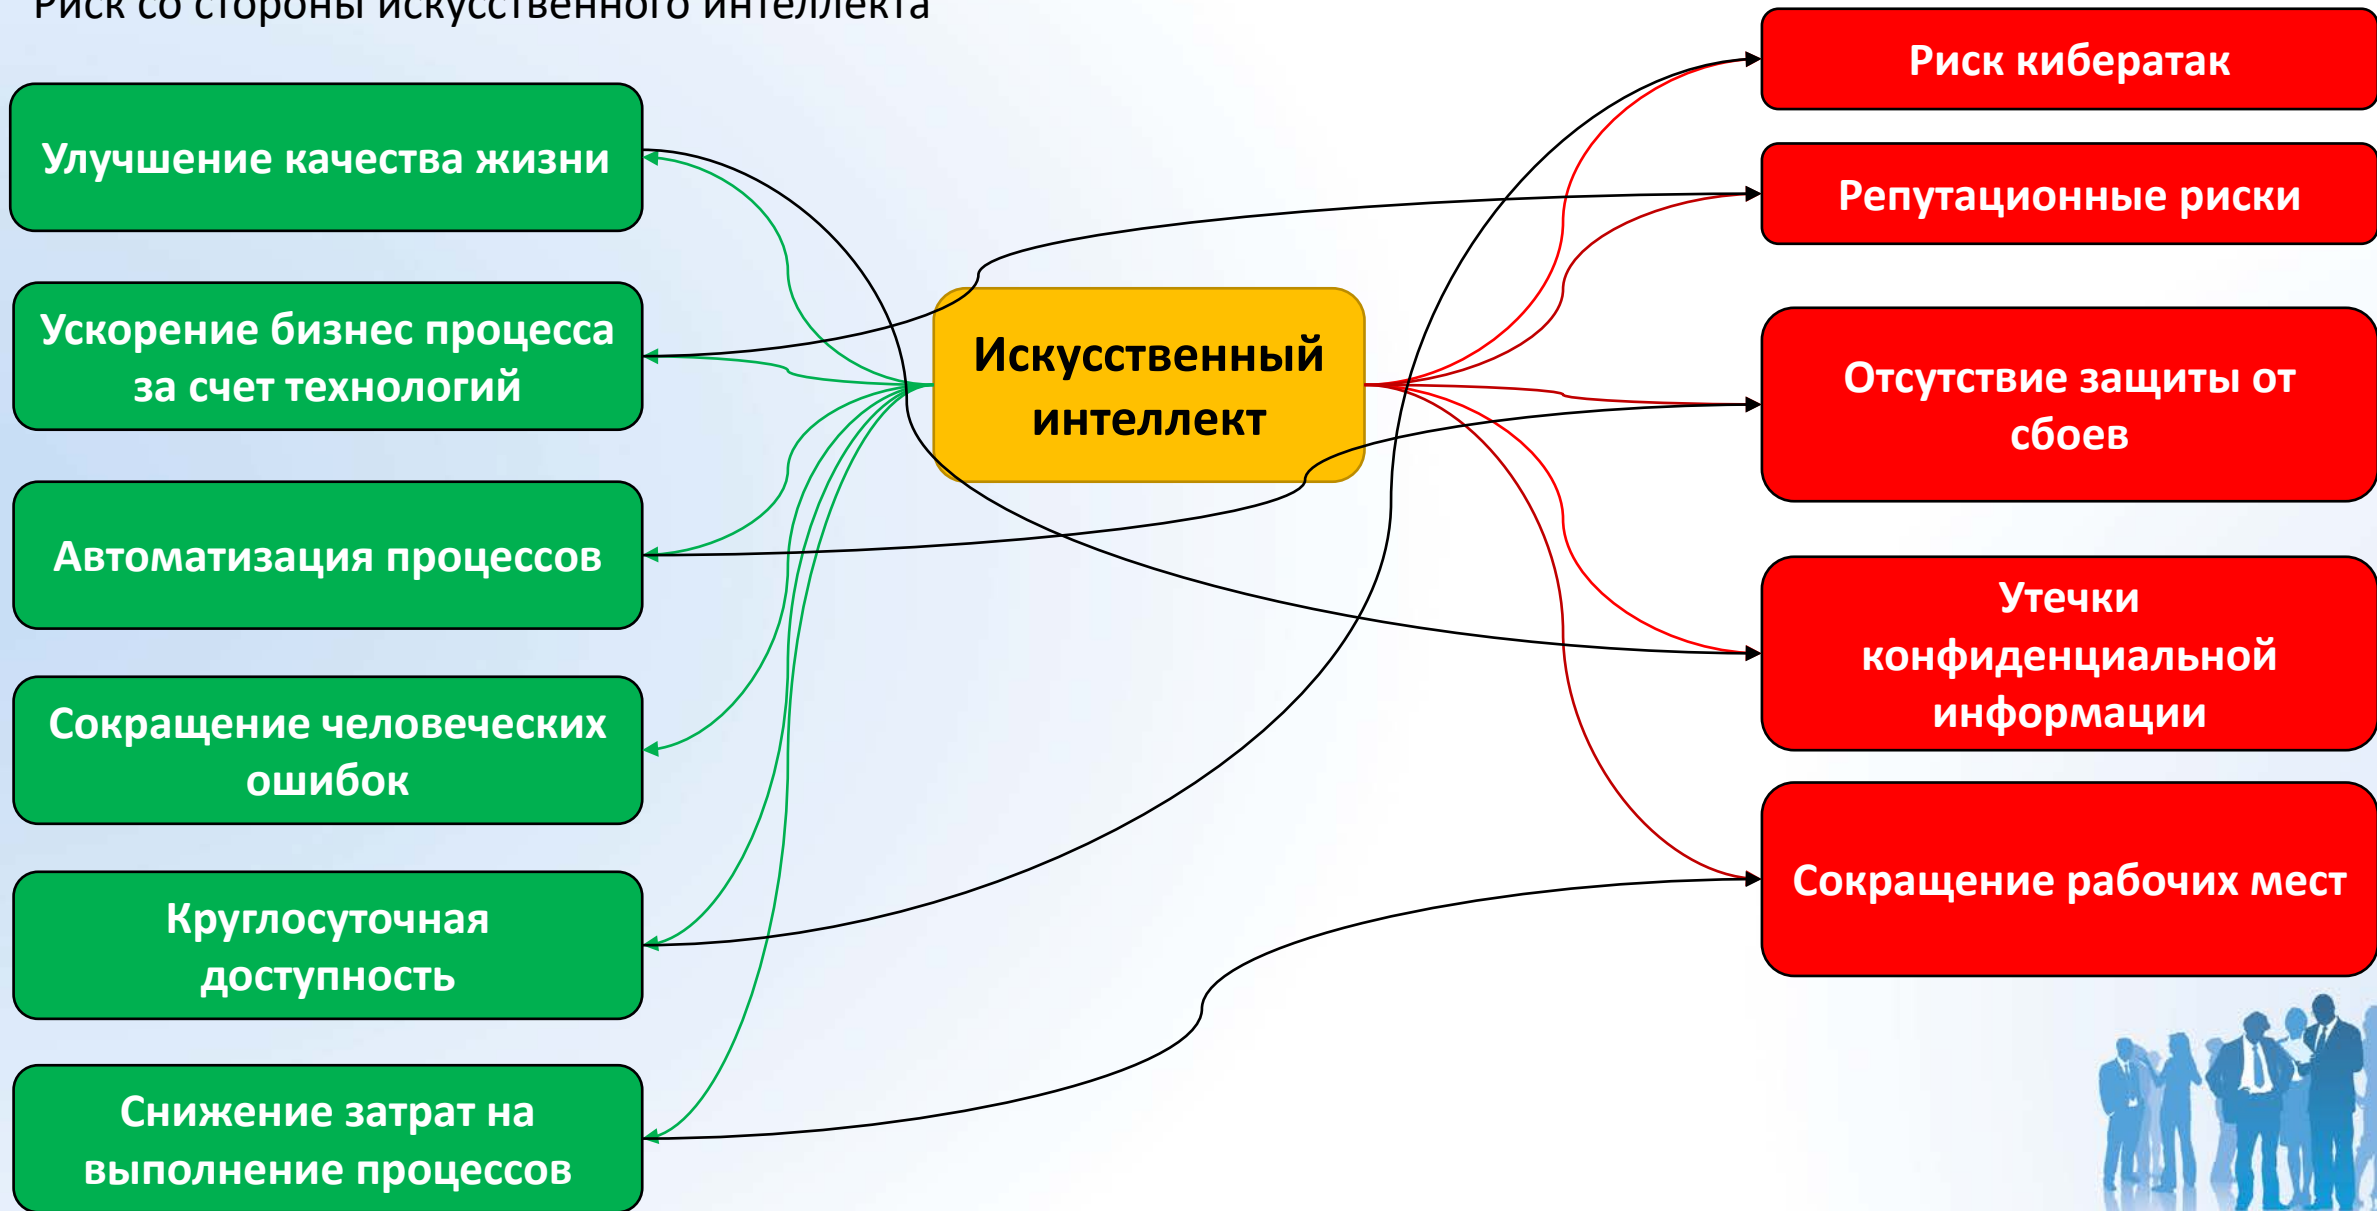 Риск со стороны искусственного интеллекта
Улучшение качества жизни
Ускорение бизнес процесса
за счет технологий
Автоматизация процессов
Сокращение человеческих
ошибок
Круглосуточная
доступность
Снижение затрат на
выполнение процессов
Искусственный
интеллект
Риск кибератак
Репутационные риски
Отсутствие защиты от
сбоев
Утечки
конфиденциальной
информации
Сокращение рабочих мест